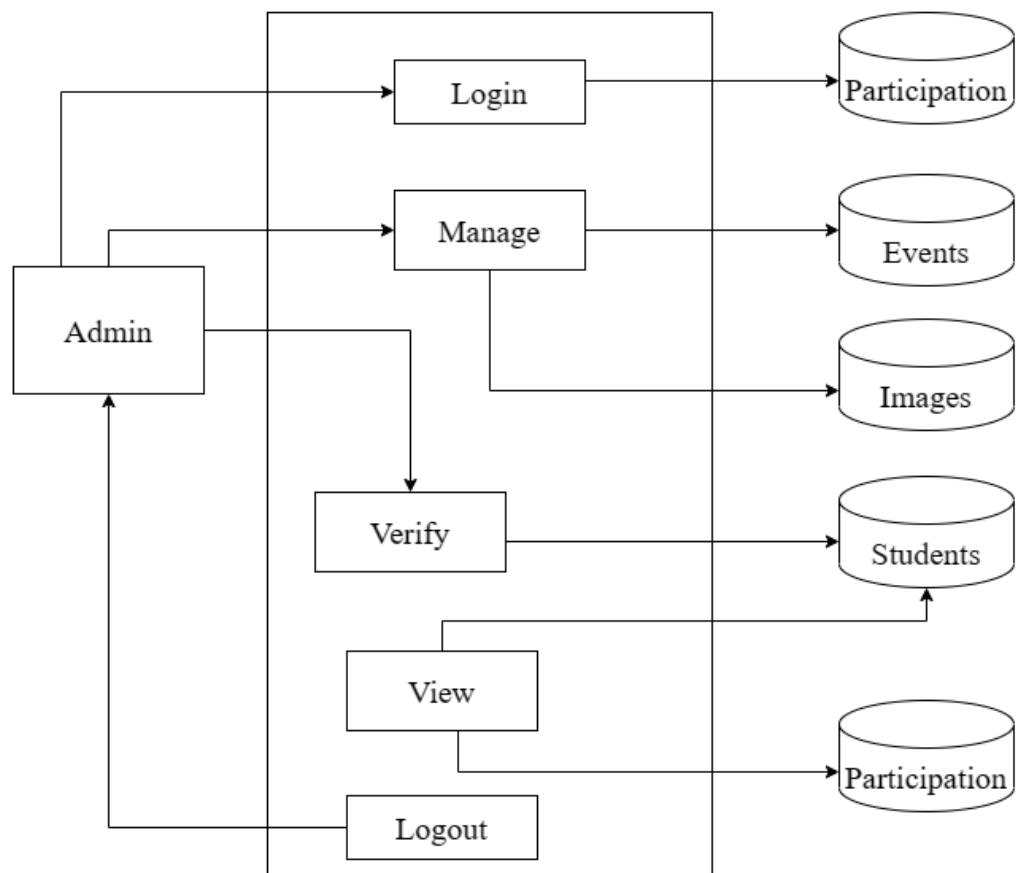 Login
Participation
Manage
Events
Admin
Images
Verify
Students
View
Participation
Logout